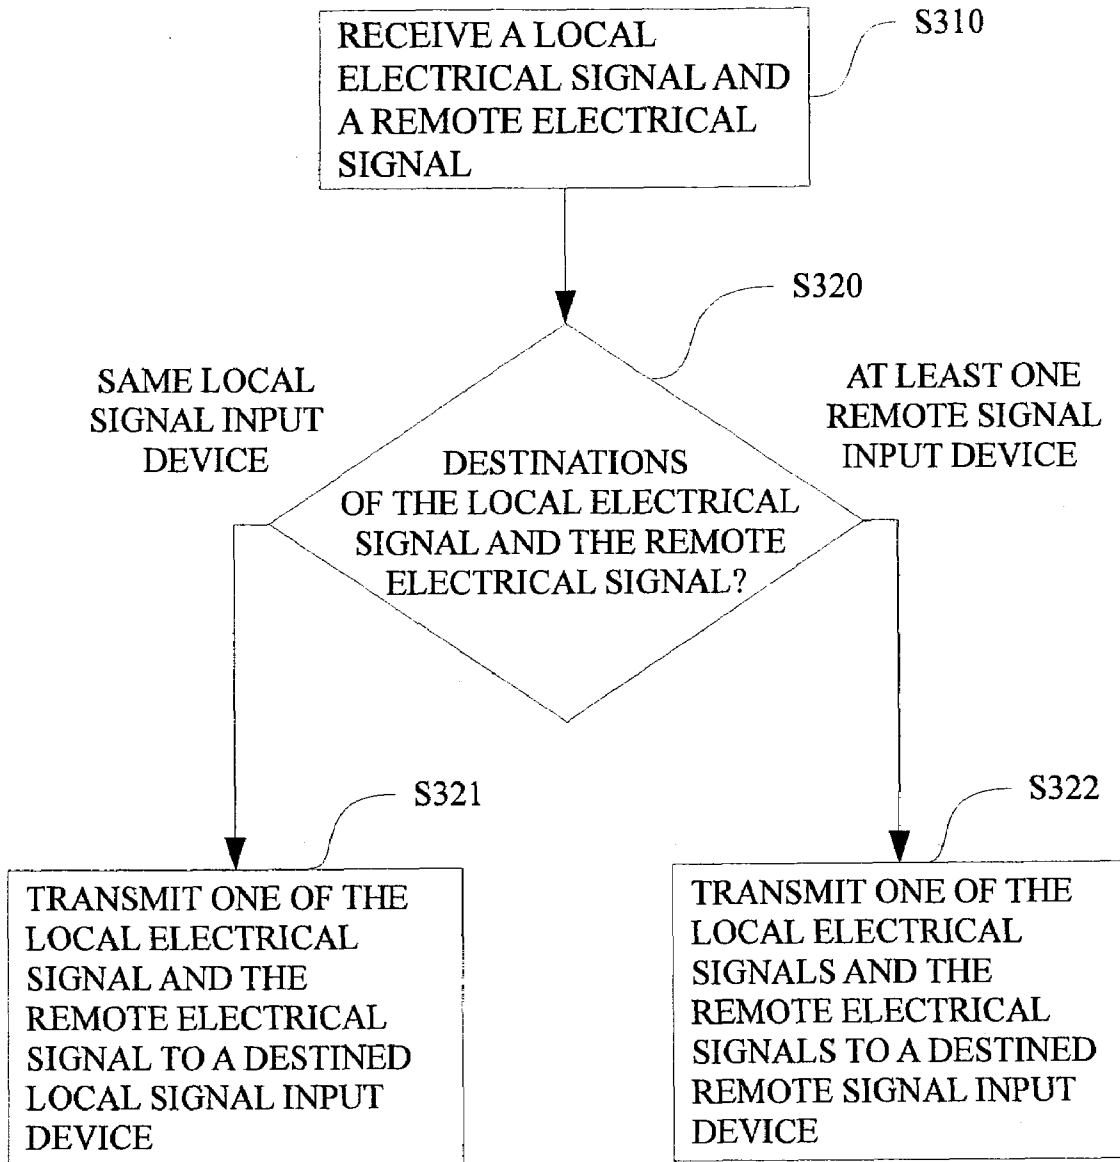 RECEIVE A LOCAL
ELECTRICAL SIGNAL AND
A REMOTE ELECTRICAL
SIGNAL
S310
S320
SAME LOCAL
SIGNAL INPUT
DEVICE
AT LEAST ONE
REMOTE SIGNAL
INPUT DEVICE
DESTINATIONS
OF THE LOCAL ELECTRICAL
SIGNAL AND THE REMOTE
ELECTRICAL SIGNAL?
S321
S322
TRANSMIT ONE OF THE
LOCAL ELECTRICAL
SIGNAL AND THE
REMOTE ELECTRICAL
SIGNAL TO A DESTINED
LOCAL SIGNAL INPUT
DEVICE
TRANSMIT ONE OF THE
LOCAL ELECTRICAL
SIGNALS AND THE
REMOTE ELECTRICAL
SIGNALS TO A DESTINED
REMOTE SIGNAL INPUT
DEVICE